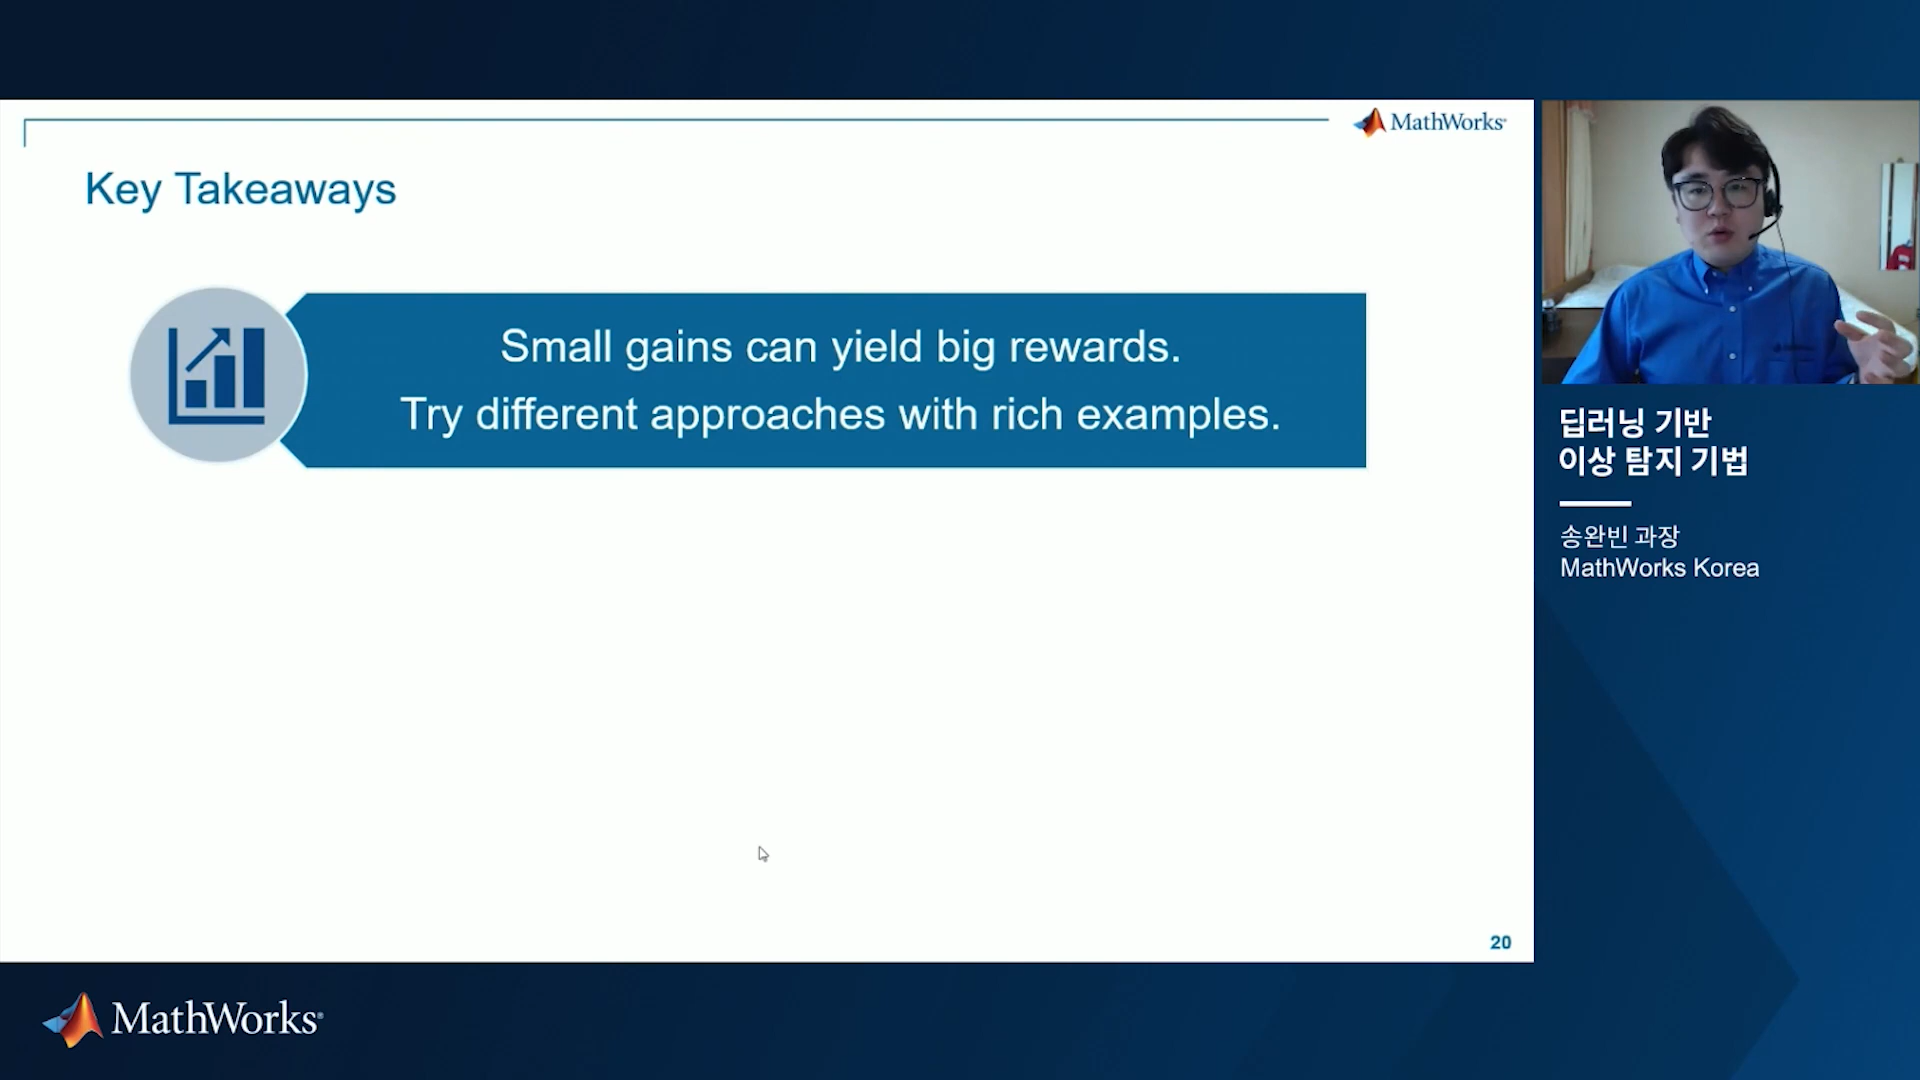 MathWorks®
Key Takeaways
Small gains can yield big rewards.
Try different approaches with rich examples.
20
딥러닝 기반
이상 탐지 기법
송완빈 과장
MathWorks Korea
MathWorks®